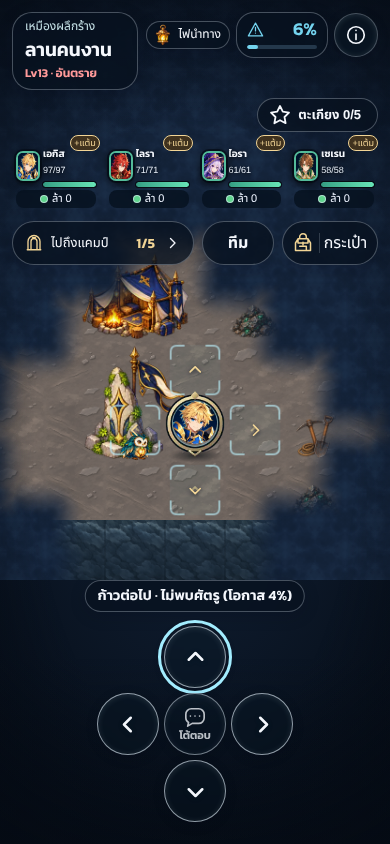 เหมืองผลึกร้าง
ลานคนงาน
Lv13 · อันตราย
ไฟนำทาง
6%
ตะเกียง 0/5
+แต้ม
+แต้ม
+แต้ม
+แต้ม
เอทิส
97/97
ล้า 0
ไลรา
71/71
ล้า 0
โอรา
61/61
ล้า 0
เซเรน
58/58
ล้า 0
ไปถึงแคมป์ 1/5
ทีม
กระเป๋า
ก้าวต่อไป · ไม่พบศัตรู (โอกาส 4%)
โต้ตอบ